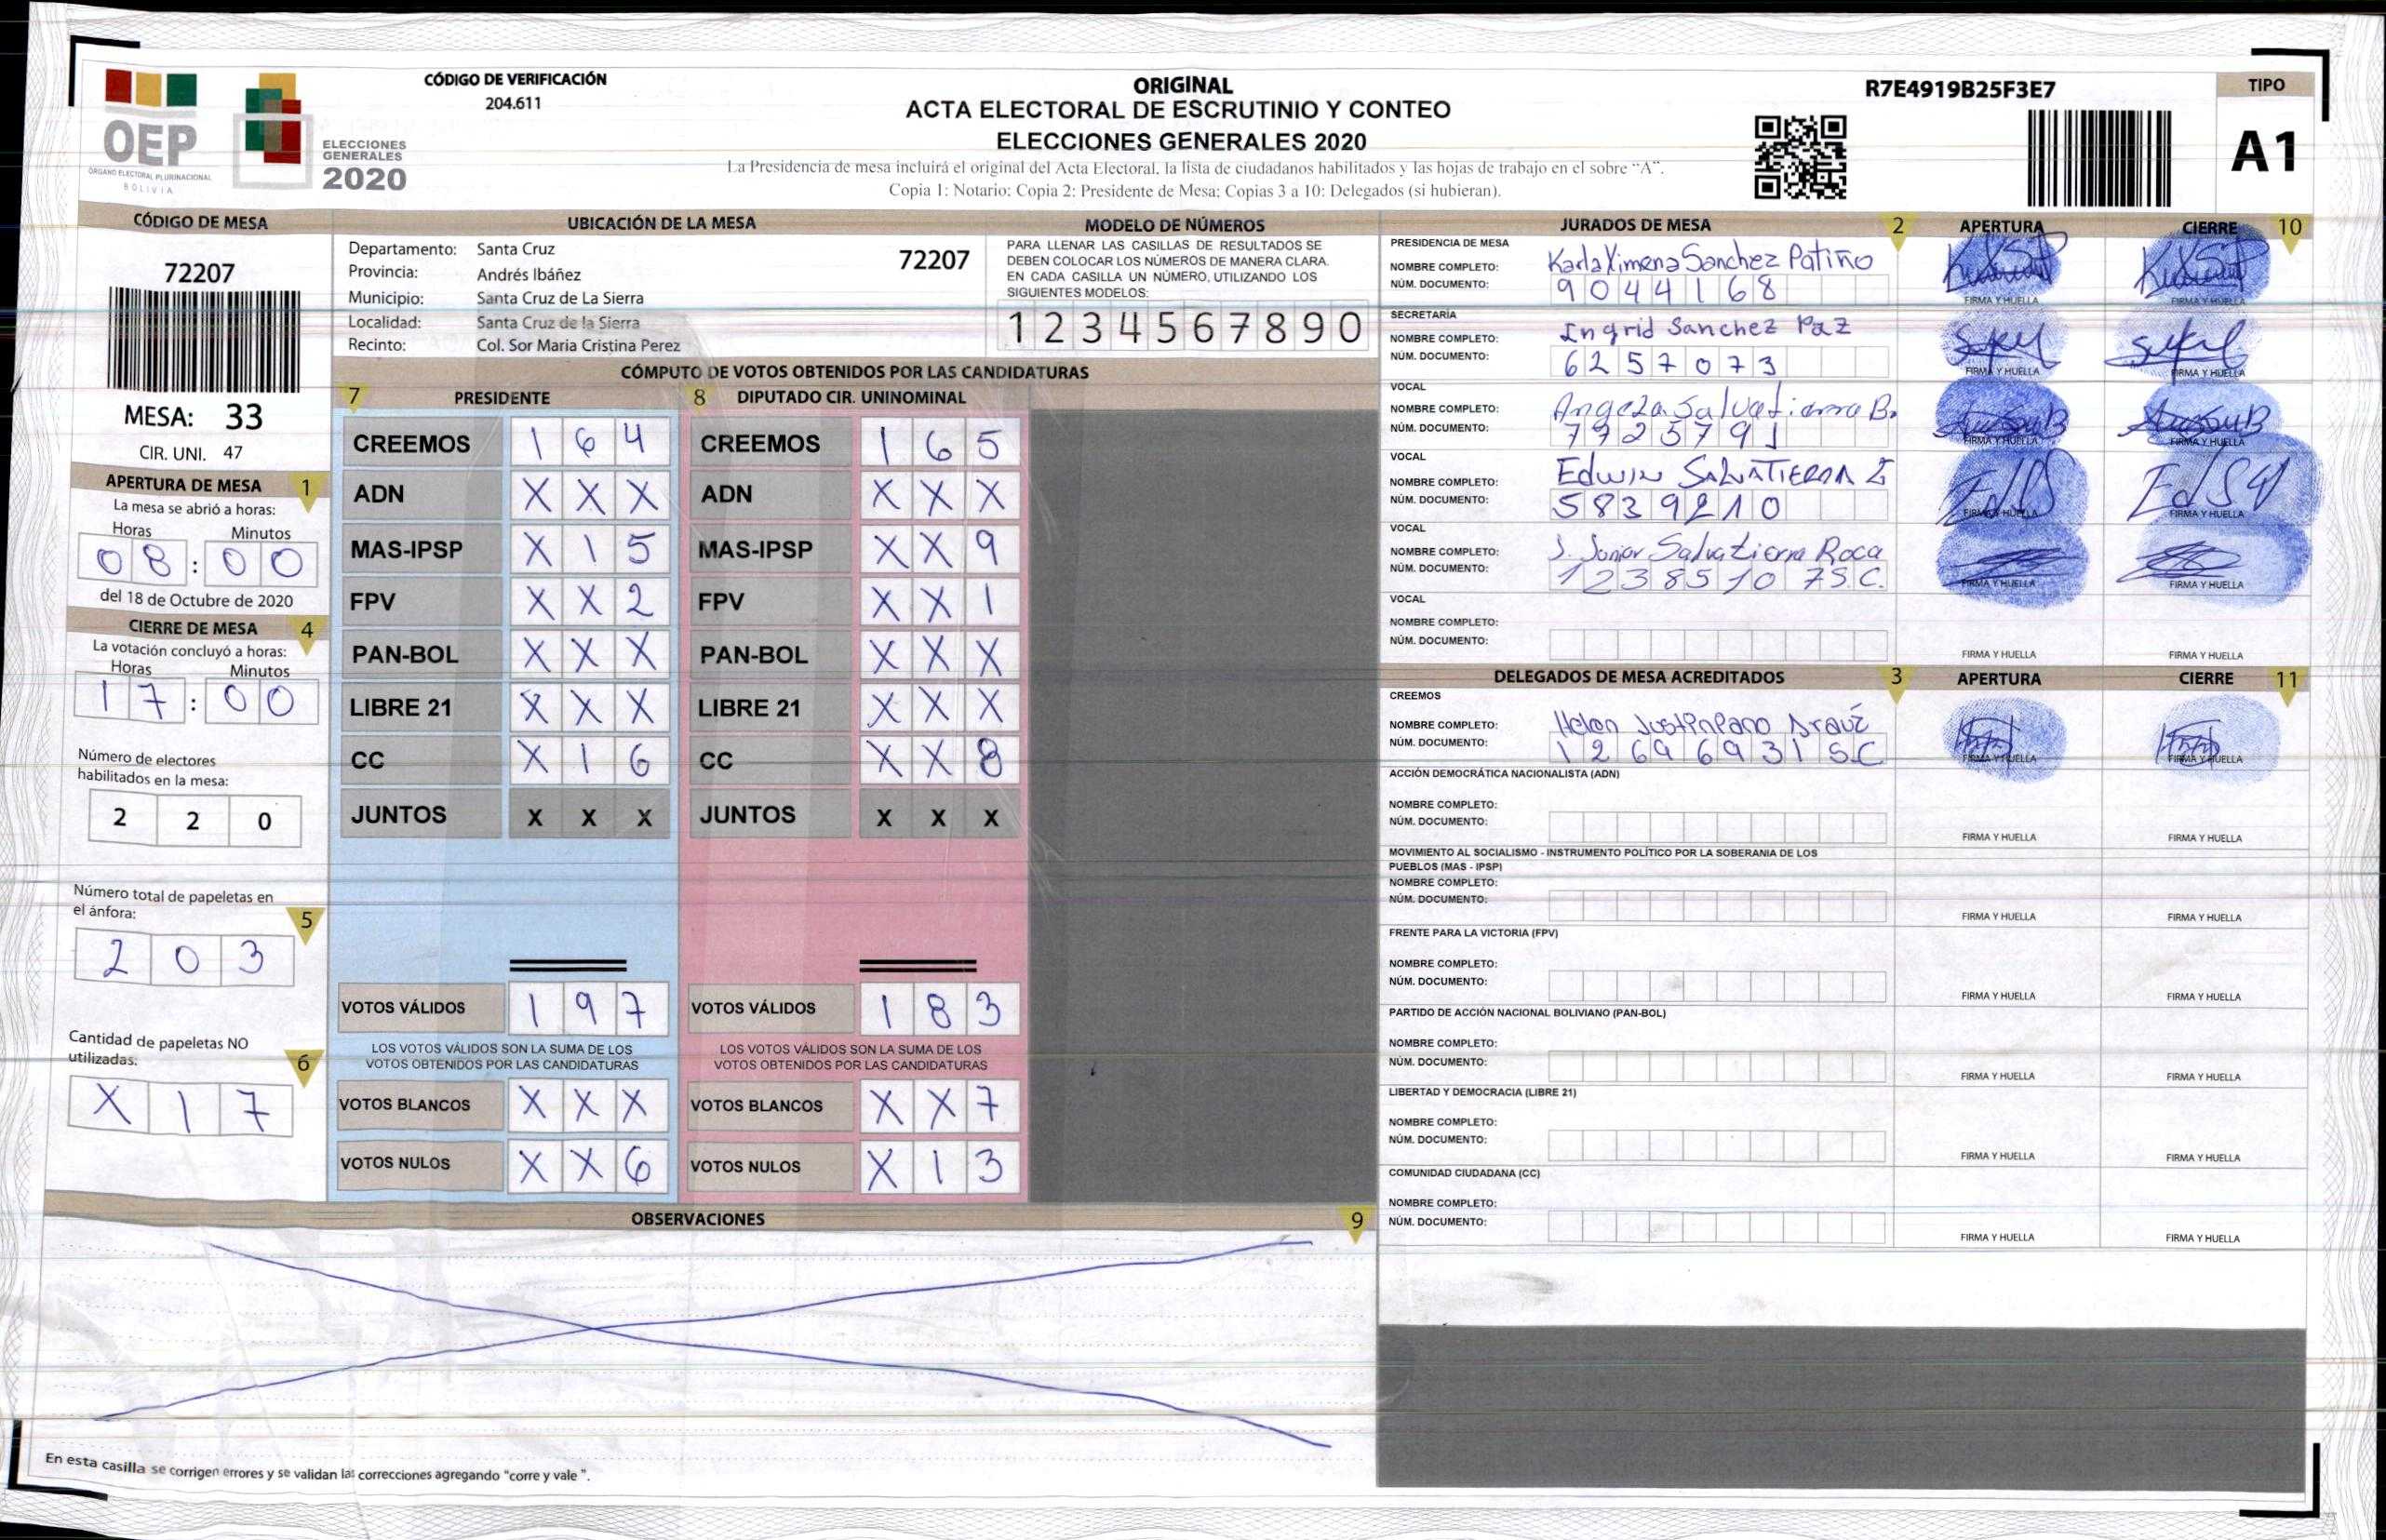 CÓDIGO DE VERIFICACIÓN
204.611
ORIGINAL
ACTA ELECTORAL DE ESCRUTINIO Y CONTEO
ELECCIONES GENERALES 2020
La Presidencia de mesa incluirá el original del Acta Electoral, la lista de ciudadanos habilitados y las hojas de trabajo en el sobre “A”.
Copia 1: Notario; Copia 2: Presidente de Mesa; Copias 3 a 10: Delegados (si hubieran).
R7E4919B25F3E7
TIPO
A1
OEP
ÓRGANO ELECTORAL PLURINACIONAL
BOLIVIA
ELECCIONES
GENERALES
2020
CÓDIGO DE MESA
72207
MESA: 33
CIR. UNI. 47
APERTURA DE MESA 1
La mesa se abrió a horas:
Horas Minutos
08:00
del 18 de Octubre de 2020
CIERRE DE MESA 4
La votación concluyó a horas:
Horas Minutos
17:00
Número de electores
habilitados en la mesa:
2 2 0
Número total de papeletas en
el ánfora: 5
2 0 3
Cantidad de papeletas NO
utilizadas: 6
X 1 7
UBICACIÓN DE LA MESA
Departamento: Santa Cruz 72207
Provincia: Andrés Ibáñez
Municipio: Santa Cruz de La Sierra
Localidad: Santa Cruz de la Sierra
Recinto: Col. Sor Maria Cristina Perez
MODELO DE NÚMEROS
PARA LLENAR LAS CASILLAS DE RESULTADOS SE
DEBEN COLOCAR LOS NÚMEROS DE MANERA CLARA.
EN CADA CASILLA UN NÚMERO, UTILIZANDO LOS
SIGUIENTES MODELOS:
1 2 3 4 5 6 7 8 9 0
CÓMPUTO DE VOTOS OBTENIDOS POR LAS CANDIDATURAS
7 PRESIDENTE 8 DIPUTADO CIR. UNINOMINAL
CREEMOS 1 6 4 CREEMOS 1 6 5
ADN X X X ADN X X X
MAS-IPSP X 1 5 MAS-IPSP X X 9
FPV X X 2 FPV X X 1
PAN-BOL X X X PAN-BOL X X X
LIBRE 21 X X X LIBRE 21 X X X
CC X 1 6 CC X X 8
JUNTOS X X X JUNTOS X X X
VOTOS VÁLIDOS 1 9 7 VOTOS VÁLIDOS 1 8 3
LOS VOTOS VÁLIDOS SON LA SUMA DE LOS LOS VOTOS VÁLIDOS SON LA SUMA DE LOS
VOTOS OBTENIDOS POR LAS CANDIDATURAS VOTOS OBTENIDOS POR LAS CANDIDATURAS
VOTOS BLANCOS X X X VOTOS BLANCOS X X 7
VOTOS NULOS X X 6 VOTOS NULOS X 1 3
OBSERVACIONES 9
En esta casilla se corrigen errores y se validan las correcciones agregando “corre y vale”.
JURADOS DE MESA 2 APERTURA CIERRE 10
PRESIDENCIA DE MESA
NOMBRE COMPLETO: Karla Ximena Sanchez Patiño
NÚM. DOCUMENTO: 9044168
FIRMA Y HUELLA FIRMA Y HUELLA
SECRETARÍA
NOMBRE COMPLETO: Ingrid Sanchez Paz
NÚM. DOCUMENTO: 6257073
FIRMA Y HUELLA FIRMA Y HUELLA
VOCAL
NOMBRE COMPLETO: Angela Salvatierra B.
NÚM. DOCUMENTO: 7925791
FIRMA Y HUELLA FIRMA Y HUELLA
VOCAL
NOMBRE COMPLETO: Edwin SALVATIERRA
NÚM. DOCUMENTO: 5839210
FIRMA Y HUELLA FIRMA Y HUELLA
VOCAL
NOMBRE COMPLETO: J. Junior Salvatierra Roca
NÚM. DOCUMENTO: 12385107 S.C.
FIRMA Y HUELLA FIRMA Y HUELLA
VOCAL
NOMBRE COMPLETO:
NÚM. DOCUMENTO:
FIRMA Y HUELLA FIRMA Y HUELLA
DELEGADOS DE MESA ACREDITADOS 3 APERTURA CIERRE 11
CREEMOS
NOMBRE COMPLETO: Helen Justiniano Arauz
NÚM. DOCUMENTO: 12696931 S.C
FIRMA Y HUELLA FIRMA Y HUELLA
ACCIÓN DEMOCRÁTICA NACIONALISTA (ADN)
NOMBRE COMPLETO:
NÚM. DOCUMENTO:
FIRMA Y HUELLA FIRMA Y HUELLA
MOVIMIENTO AL SOCIALISMO - INSTRUMENTO POLÍTICO POR LA SOBERANIA DE LOS
PUEBLOS (MAS - IPSP)
NOMBRE COMPLETO:
NÚM. DOCUMENTO:
FIRMA Y HUELLA FIRMA Y HUELLA
FRENTE PARA LA VICTORIA (FPV)
NOMBRE COMPLETO:
NÚM. DOCUMENTO:
FIRMA Y HUELLA FIRMA Y HUELLA
PARTIDO DE ACCIÓN NACIONAL BOLIVIANO (PAN-BOL)
NOMBRE COMPLETO:
NÚM. DOCUMENTO:
FIRMA Y HUELLA FIRMA Y HUELLA
LIBERTAD Y DEMOCRACIA (LIBRE 21)
NOMBRE COMPLETO:
NÚM. DOCUMENTO:
FIRMA Y HUELLA FIRMA Y HUELLA
COMUNIDAD CIUDADANA (CC)
NOMBRE COMPLETO:
NÚM. DOCUMENTO:
FIRMA Y HUELLA FIRMA Y HUELLA